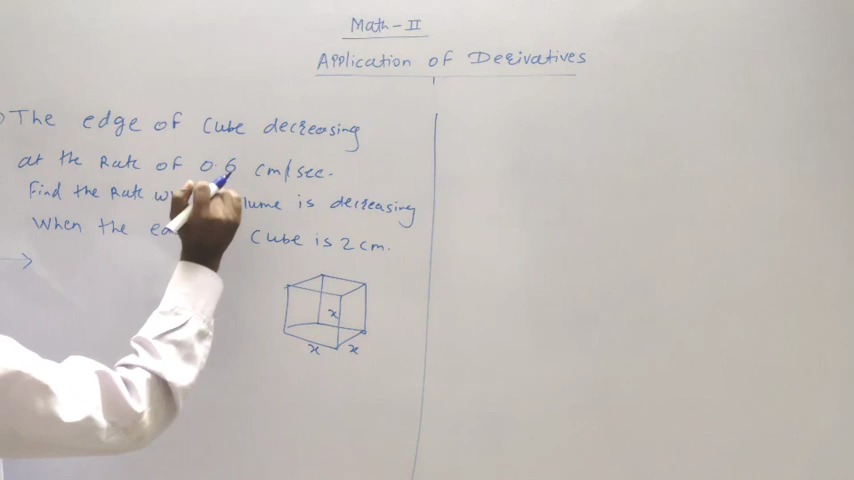 Math-II
Application of Derivatives
The edge of Cube decreasing
at the Rate of 0.6 cm/sec.
Find the Rate is decreasing
When the Cube is 2 cm.
x
x x